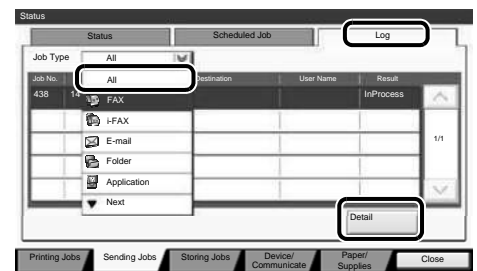 Status
Status Scheduled Job Log
Job Type All
Job No. Destination User Name Result
All
438 14 InProcess
FAX
i-FAX
E-mail
1/1
Folder
Application
Next
Detail
Printing Jobs Sending Jobs Storing Jobs Device/
Communicate Paper/
Supplies Close